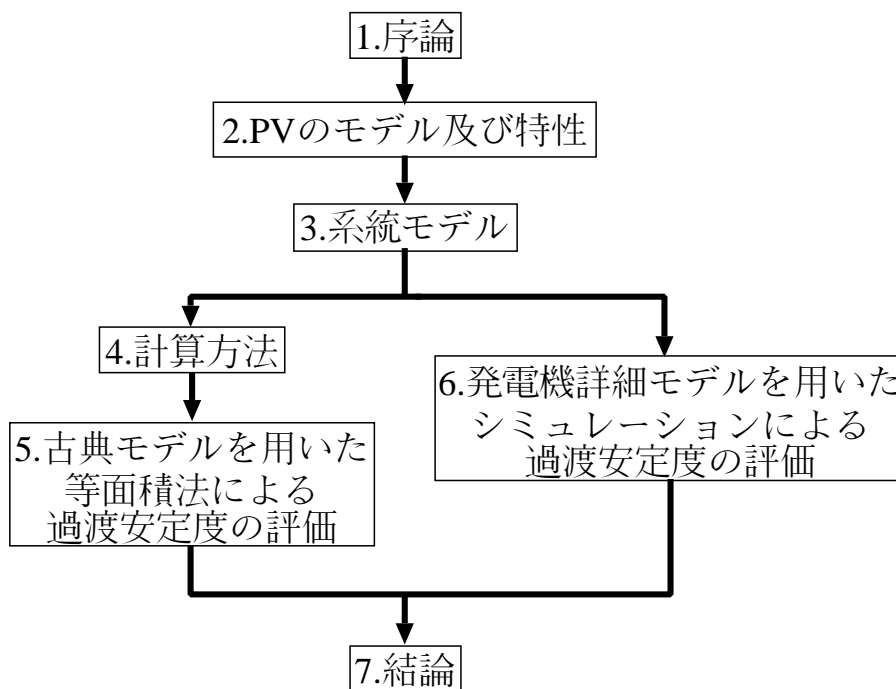 1.序論
2.PVのモデル及び特性
3.系統モデル
4.計算方法
5.古典モデルを用いた
等面積法による
過渡安定度の評価
6.発電機詳細モデルを用いた
シミュレーションによる
過渡安定度の評価
7.結論